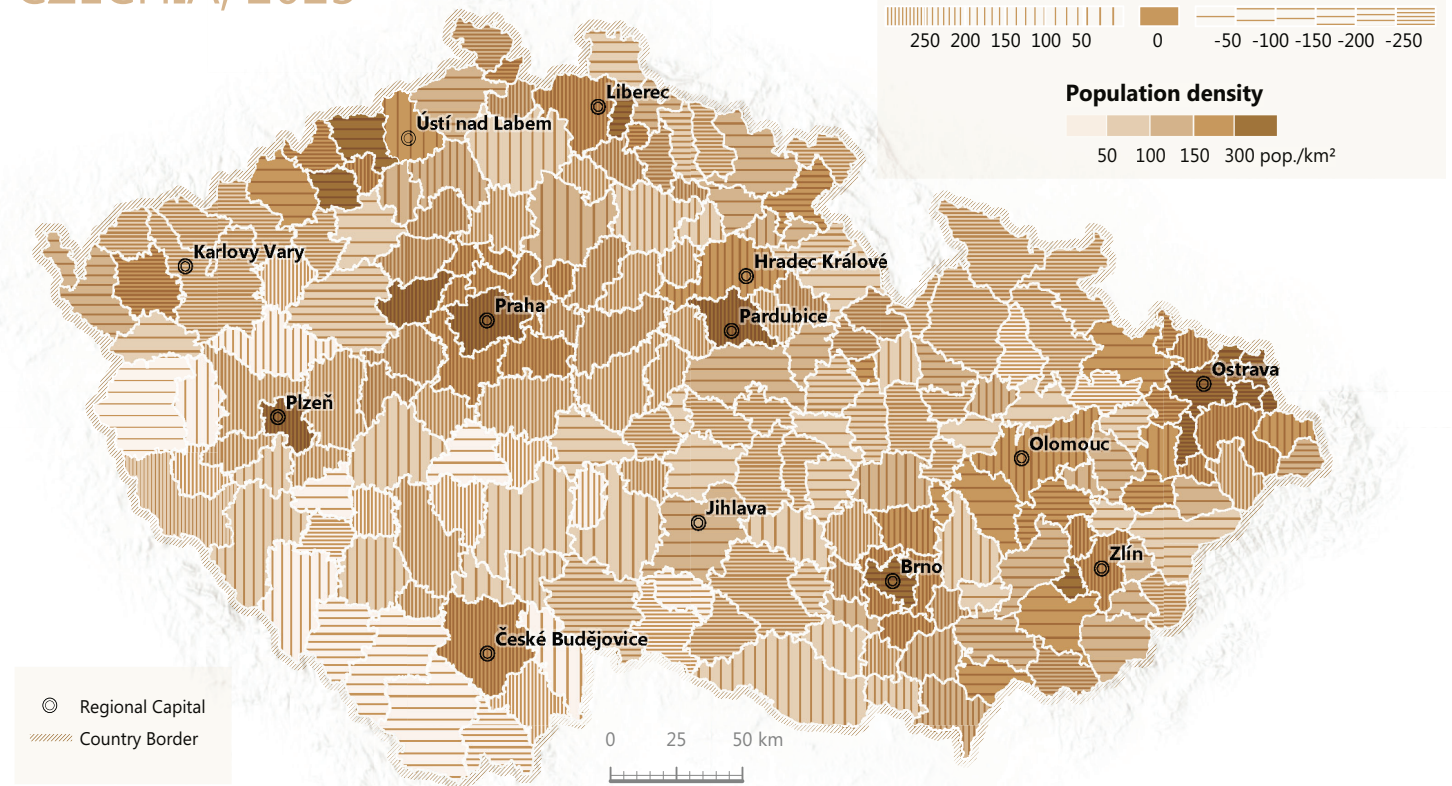 250 200 150 100 50 0 -50 -100 -150 -200 -250
Population density
50 100 150 300 pop./km²
Liberec
Ústí nad Labem
Karlovy Vary
Hradec Králové
Praha
Pardubice
Ostrava
Plzeň
Olomouc
Jihlava
Zlín
Brno
České Budějovice
Regional Capital
Country Border
0 25 50 km